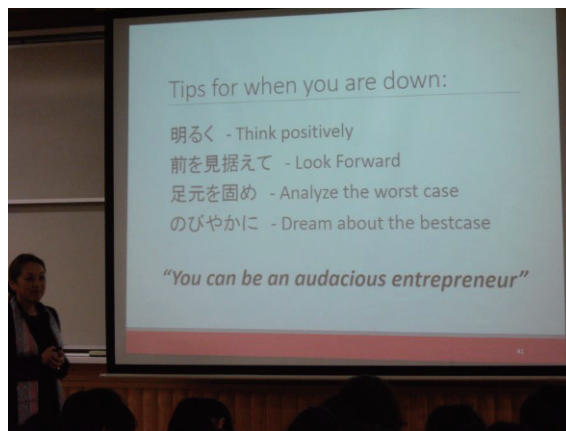 Tips for when you are down:
明るく - Think positively
前を見据えて - Look Forward
足元を固め - Analyze the worst case
のびやかに - Dream about the bestcase
“You can be an audacious entrepreneur”